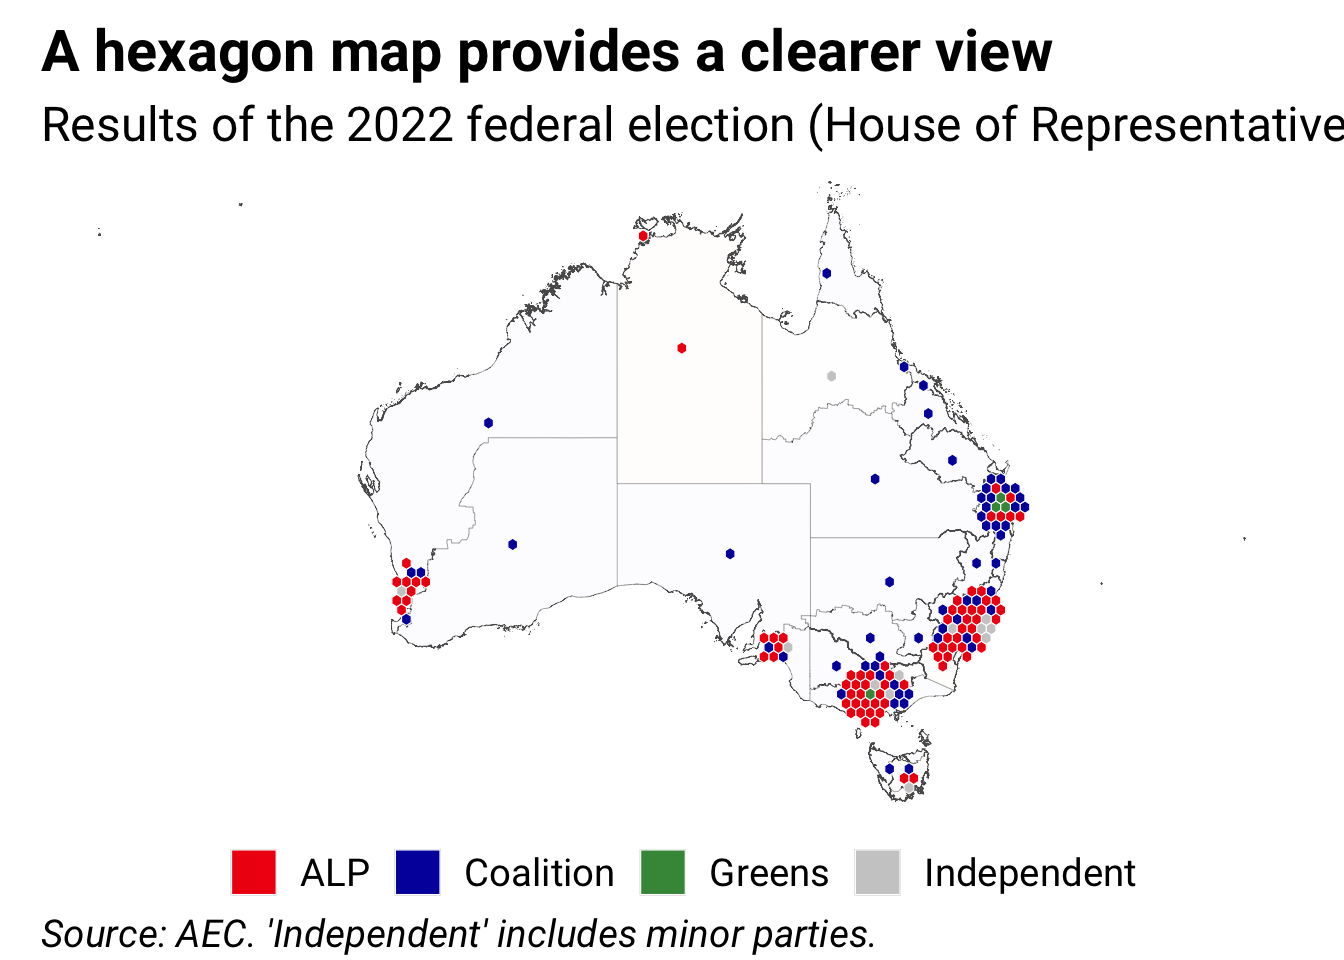 A hexagon map provides a clearer view
Results of the 2022 federal election (House of Representative
ALP Coalition Greens Independent
Source: AEC. 'Independent' includes minor parties.